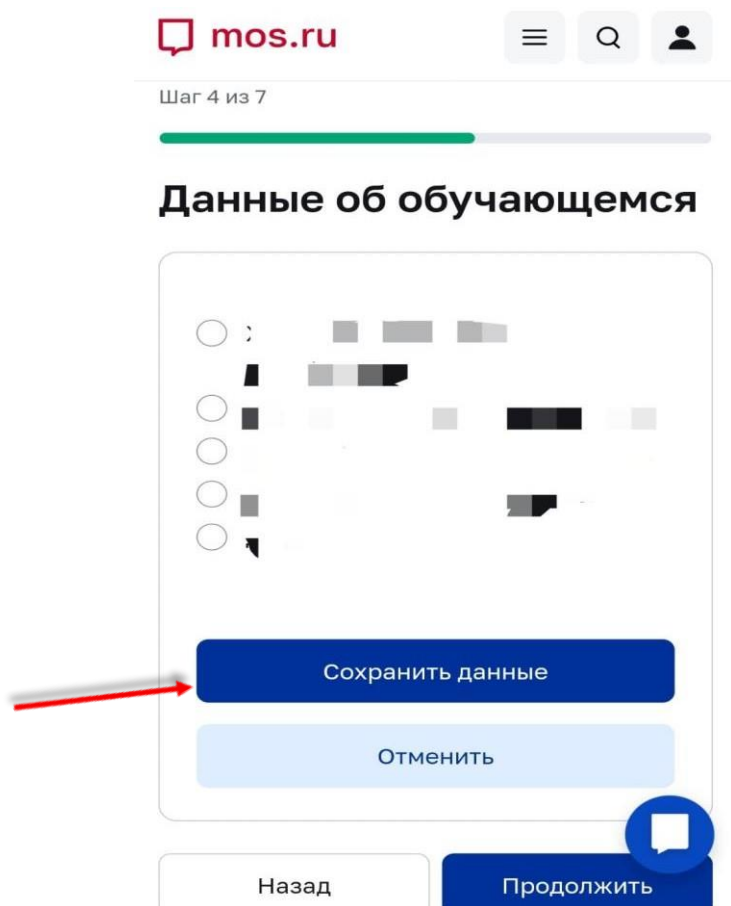 mos.ru
Шаг 4 из 7
Данные об обучающемся
Сохранить данные
Отменить
Назад
Продолжить